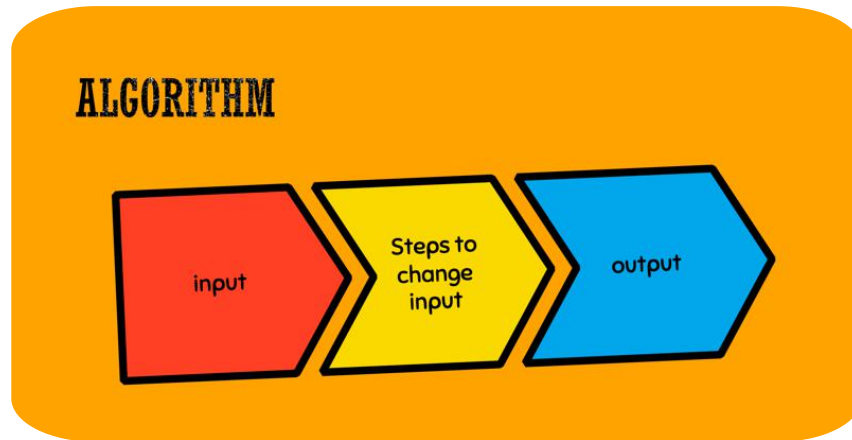 ALGORITHM
input
Steps to
change
input
output